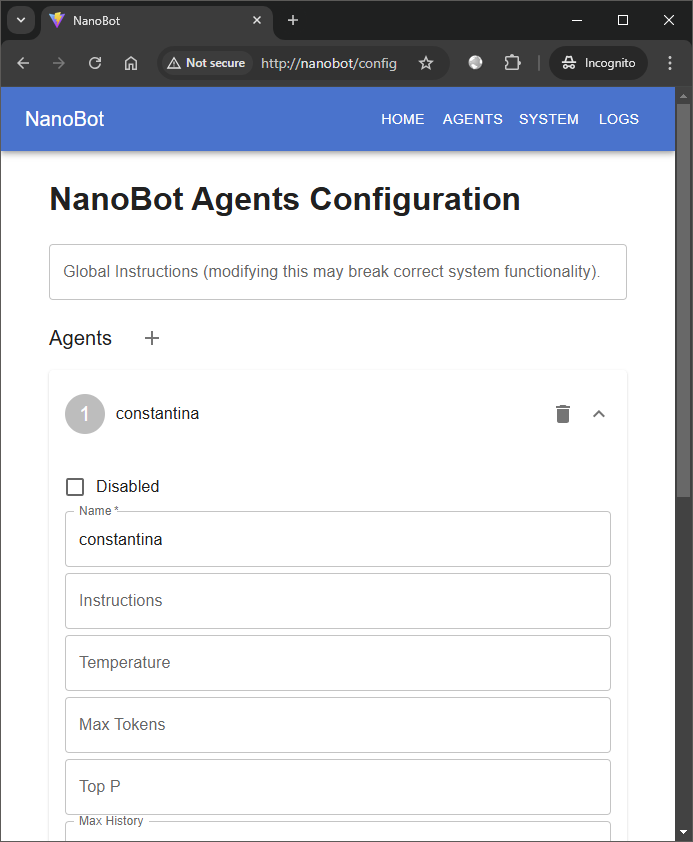 NanoBot
Not secure
http://nanobot/config
Incognito
NanoBot
HOME AGENTS SYSTEM LOGS
NanoBot Agents Configuration
Global Instructions (modifying this may break correct system functionality).
Agents
1 constantina
Disabled
Name *
constantina
Instructions
Temperature
Max Tokens
Top P
Max History